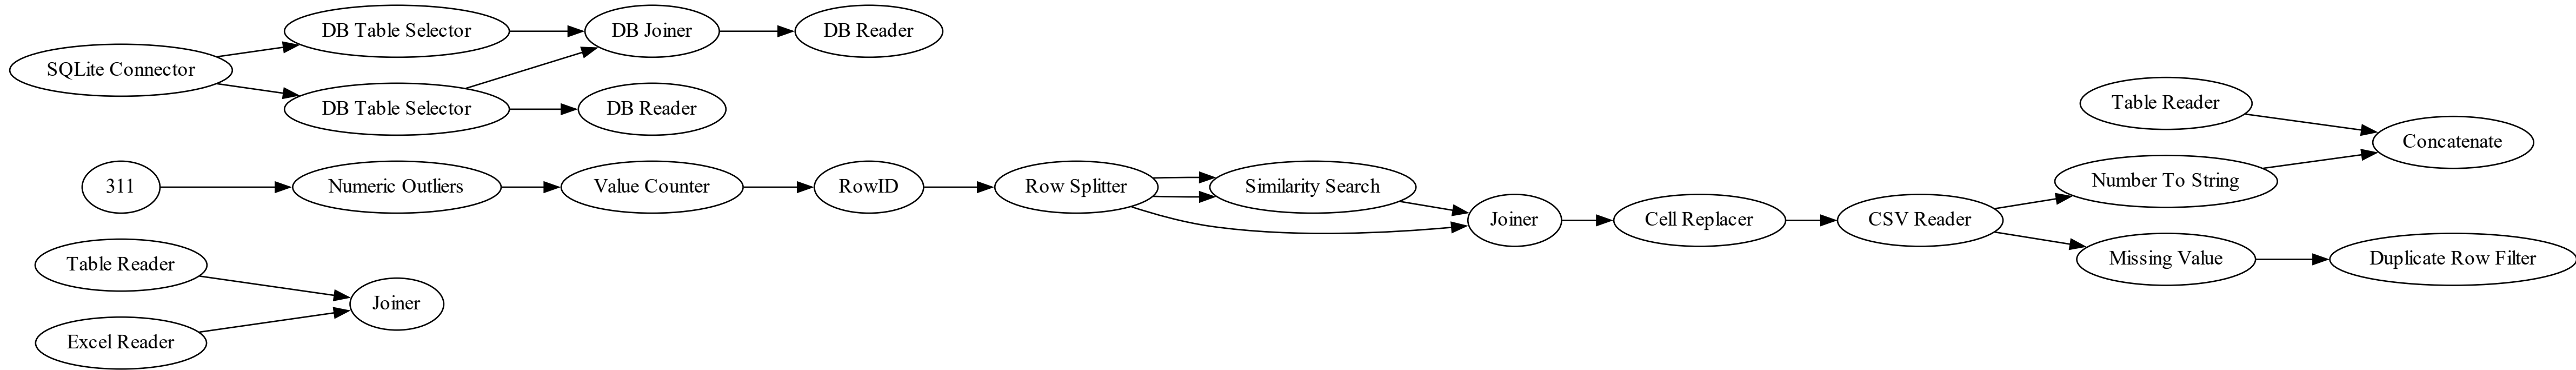 SQLite Connector
DB Table Selector
DB Joiner
DB Reader
DB Table Selector
DB Reader
311
Numeric Outliers
Value Counter
RowID
Row Splitter
Similarity Search
Joiner
Cell Replacer
CSV Reader
Table Reader
Number To String
Concatenate
Missing Value
Duplicate Row Filter
Table Reader
Excel Reader
Joiner